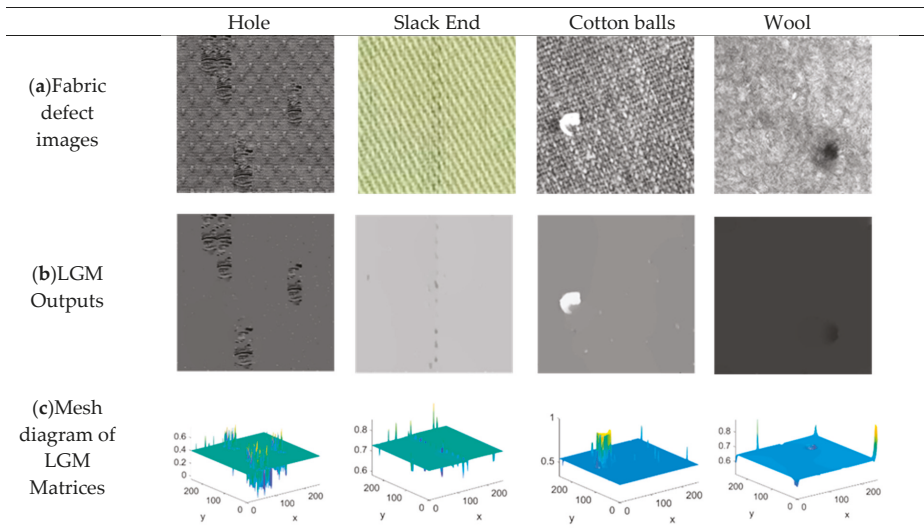 Hole Slack End Cotton balls Wool
(a)Fabric
defect
images
(b)LGM
Outputs
(c)Mesh
diagram of
LGM
Matrices
0.6
0.4
0.2
0
200
100
0
y
0
100
200
x
0.8
0.7
0.6
200
100
0
y
0
100
200
x
1
0.5
200
100
0
y
0
100
200
x
0.8
0.7
0.6
200
100
0
y
0
100
200
x